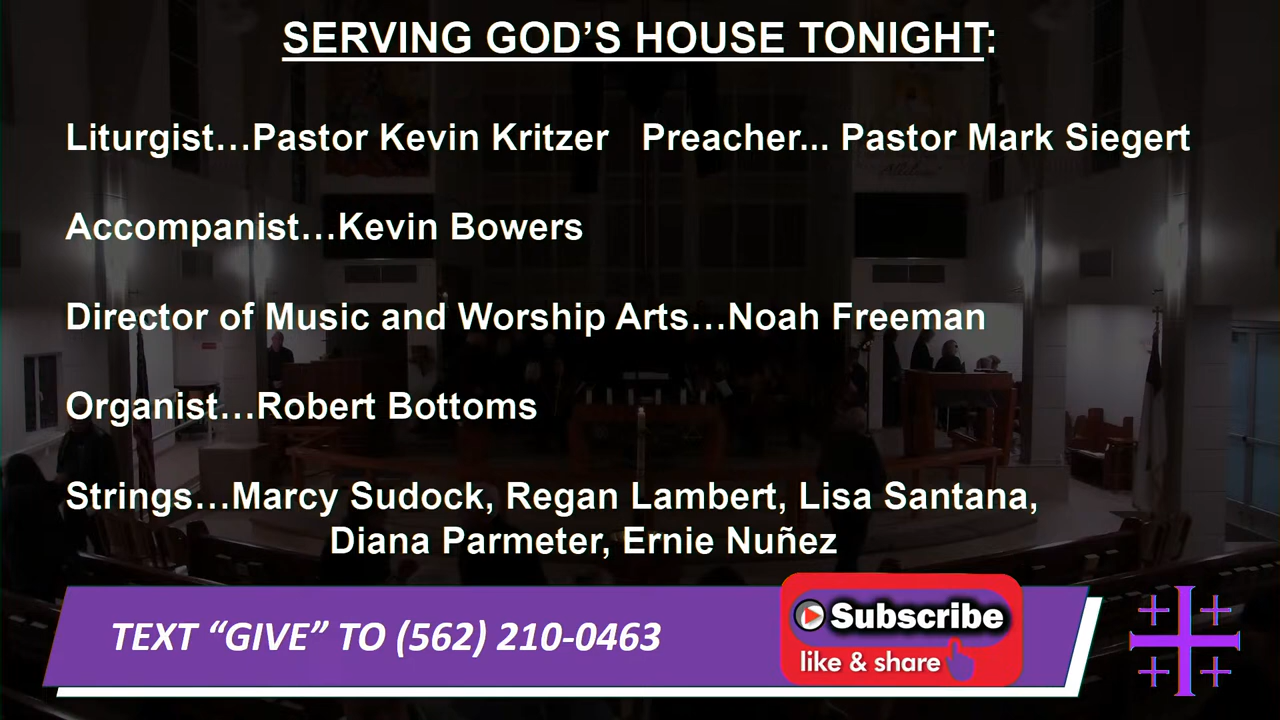 SERVING GOD’S HOUSE TONIGHT:
Liturgist…Pastor Kevin Kritzer   Preacher... Pastor Mark Siegert
Accompanist…Kevin Bowers
Director of Music and Worship Arts…Noah Freeman
Organist…Robert Bottoms
Strings…Marcy Sudock, Regan Lambert, Lisa Santana,
Diana Parmeter, Ernie Nuñez
TEXT “GIVE” TO (562) 210-0463
Subscribe
like & share